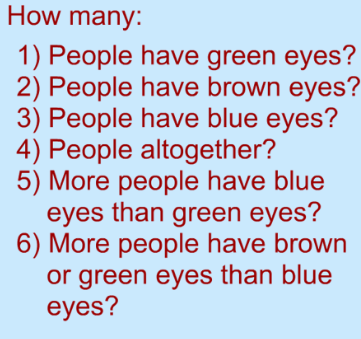 How many:
1) People have green eyes?
2) People have brown eyes?
3) People have blue eyes?
4) People altogether?
5) More people have blue
eyes than green eyes?
6) More people have brown
or green eyes than blue
eyes?